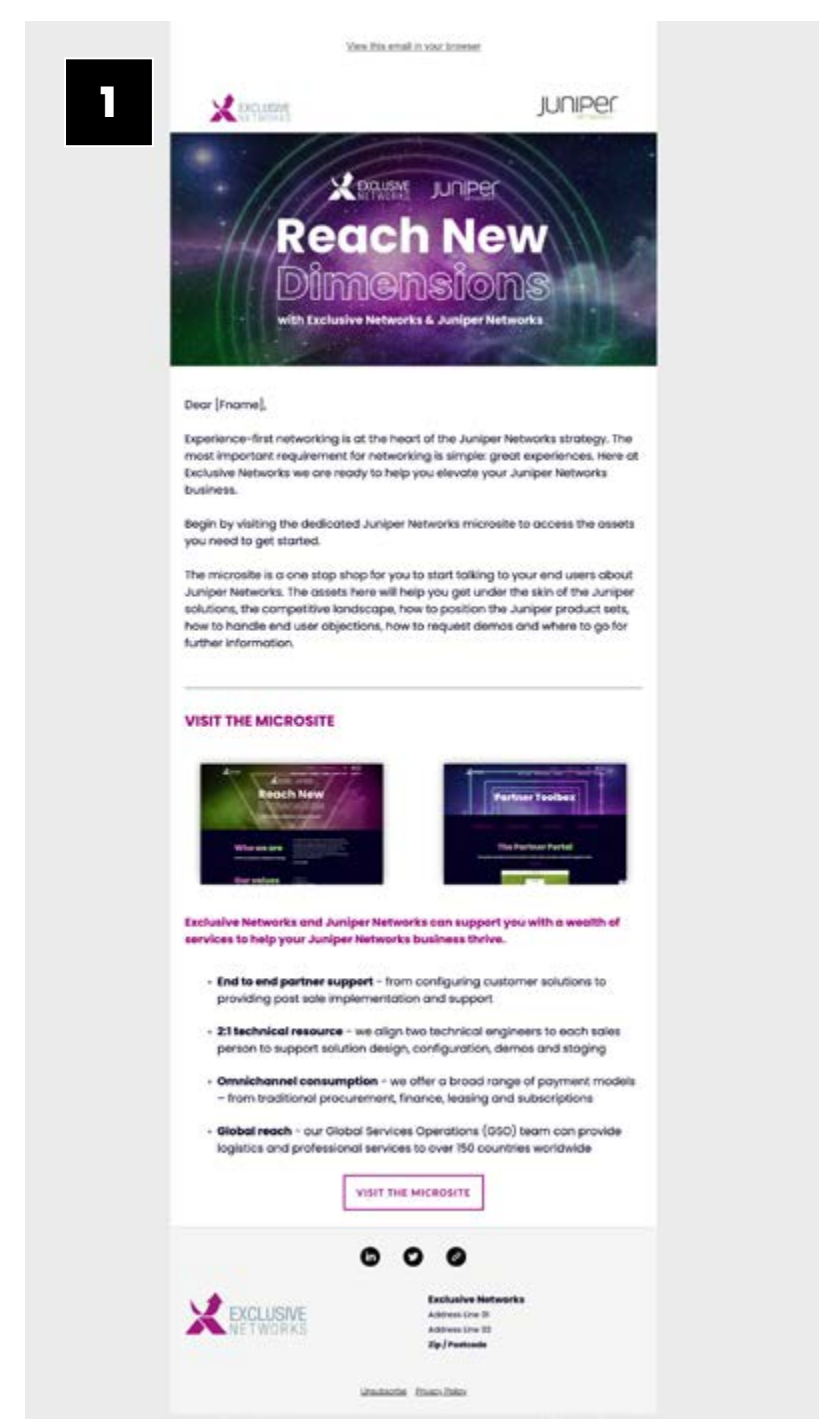 View this email in your browser
1
EXCLUSIVE
NETWORKS
JUNIPer
EXCLUSIVE
NETWORKS
JUNIPer
Reach New
Dimensions
with Exclusive Networks & Juniper Networks
Dear [Fname],
Experience-first networking is at the heart of the Juniper Networks strategy. The
most important requirement for networking is simple: great experiences. Here at
Exclusive Networks we are ready to help you elevate your Juniper Networks
business.
Begin by visiting the dedicated Juniper Networks microsite to access the assets
you need to get started.
The microsite is a one stop shop for you to start talking to your end users about
Juniper Networks. The assets here will help you get under the skin of the Juniper
solutions, the competitive landscape, how to position the Juniper product sets,
how to handle end user objections, how to request demos and where to go for
further information.
VISIT THE MICROSITE
Reach New
Who we are
Our values
Partner Toolbox
The Partner Portal
Exclusive Networks and Juniper Networks can support you with a wealth of
services to help your Juniper Networks business thrive.
• End to end partner support - from configuring customer solutions to
providing post sale implementation and support
• 2:1 technical resource - we align two technical engineers to each sales
person to support solution design, configuration, demos and staging
• Omnichannel consumption - we offer a broad range of payment models
– from traditional procurement, finance, leasing and subscriptions
• Global reach - our Global Services Operations (GSO) team can provide
logistics and professional services to over 150 countries worldwide
VISIT THE MICROSITE
in
EXCLUSIVE
NETWORKS
Exclusive Networks
Address Line 01
Address Line 02
Zip / Postcode
Unsubscribe Privacy Policy